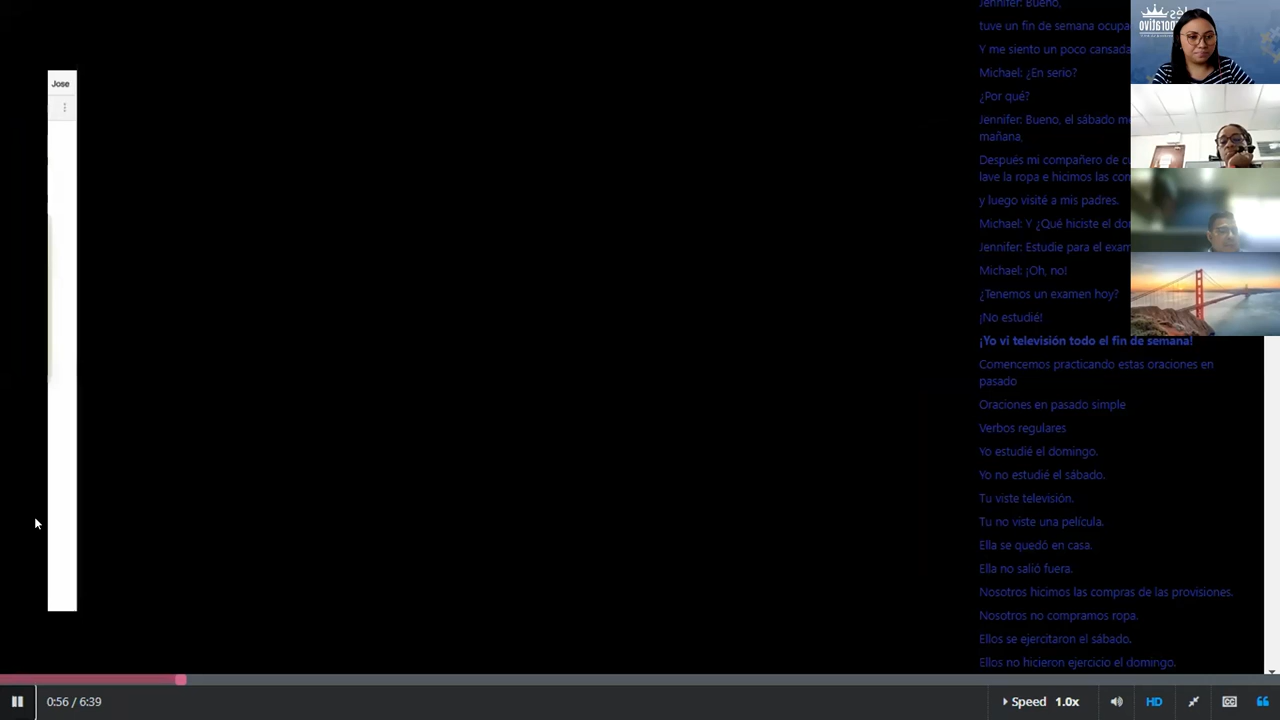 Jose
Jennifer: Bueno,
tuve un fin de semana ocupa
Y me siento un poco cansada
Michael: ¿En serio?
¿Por qué?
Jennifer: Bueno, el sábado me
mañana,
Después mi compañero de cu
lave la ropa e hicimos las com
y luego visité a mis padres.
Michael: Y ¿Qué hiciste el do
Jennifer: Estudie para el exam
Michael: ¡Oh, no!
¿Tenemos un examen hoy?
¡No estudié!
¡Yo vi televisión todo el fin de semana!
Comencemos practicando estas oraciones en
pasado
Oraciones en pasado simple
Verbos regulares
Yo estudié el domingo.
Yo no estudié el sábado.
Tu viste televisión.
Tu no viste una película.
Ella se quedó en casa.
Ella no salió fuera.
Nosotros hicimos las compras de las provisiones.
Nosotros no compramos ropa.
Ellos se ejercitaron el sábado.
Ellos no hicieron ejercicio el domingo.
0:56 / 6:39
Speed 1.0x
HD
CC